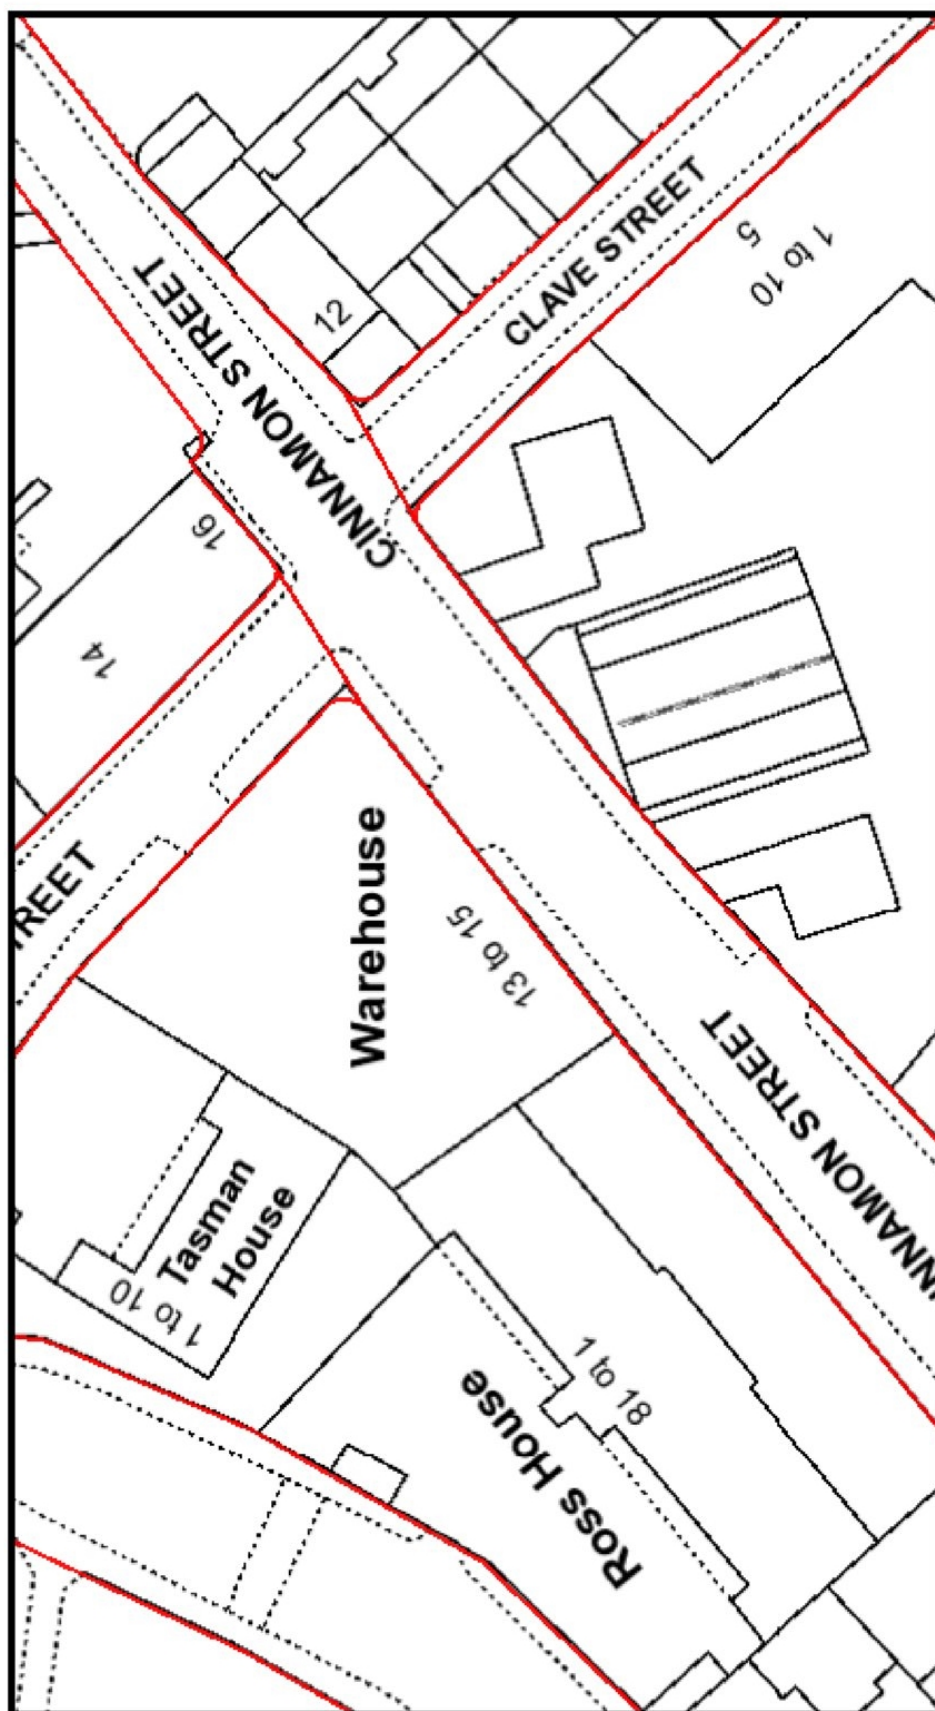 12
CINNAMON STREET
CLAVE STREET
5
1 to 10
16
14
TREET
Warehouse
13 to 15
CINNAMON STREET
Tasman
House
1 to 10
1 to 18
Ross House